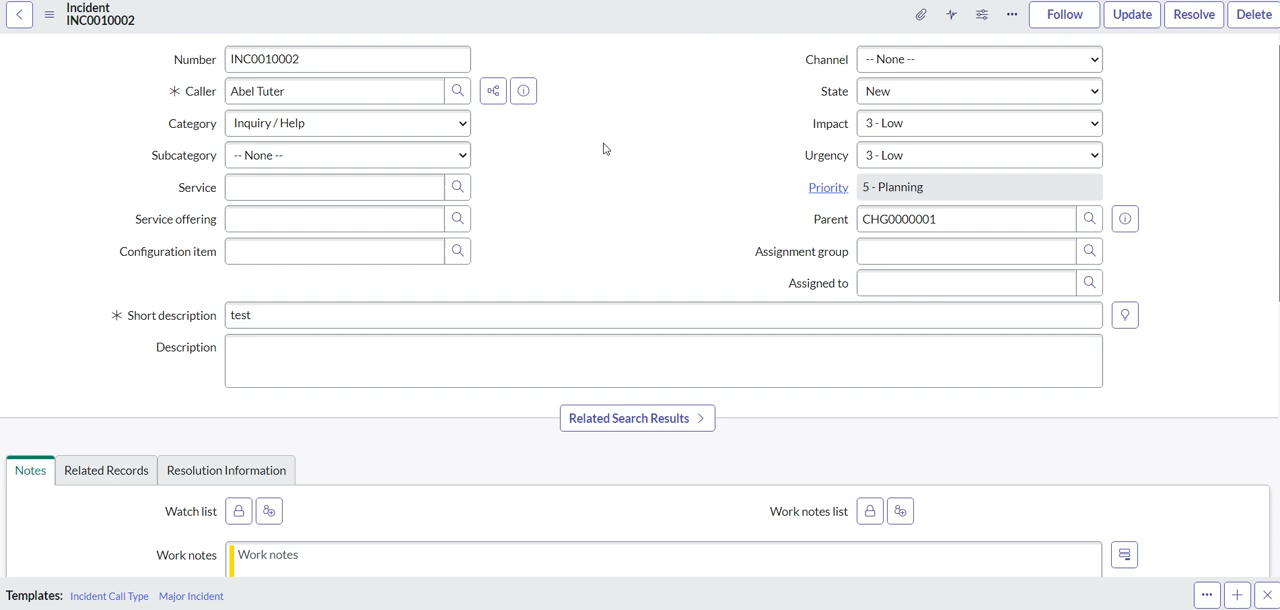 Incident
INC0010002
Follow
Update
Resolve
Delete
Number INC0010002
Channel -- None --
Caller Abel Tuter
State New
Category Inquiry / Help
Impact 3 - Low
Subcategory -- None --
Urgency 3 - Low
Service
Priority 5 - Planning
Service offering
Parent CHG0000001
Configuration item
Assignment group
Assigned to
Short description test
Description
Related Search Results
Notes
Related Records
Resolution Information
Watch list
Work notes list
Work notes Work notes
Templates: Incident Call Type Major Incident